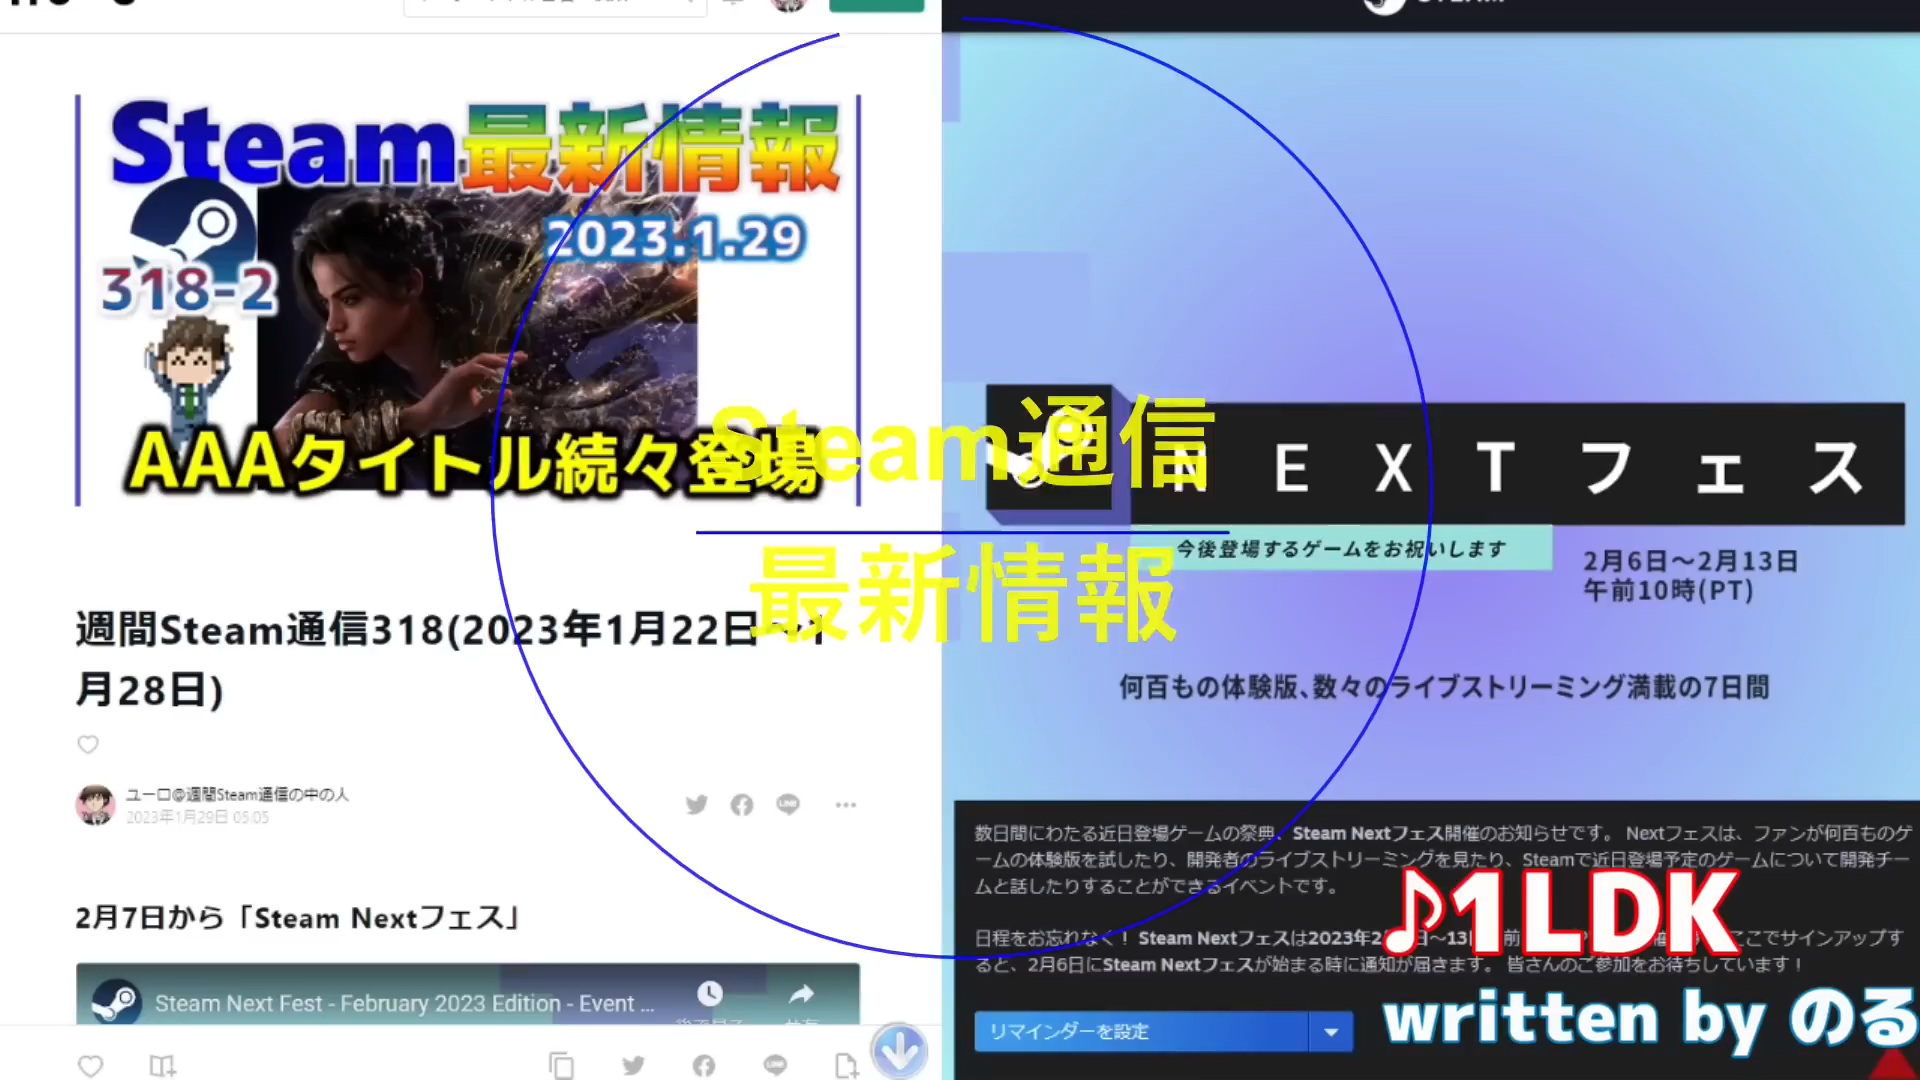 Steam最新情報
2023.1.29
318-2
AAAタイトル続々登場
週間Steam通信318(2023年1月22日〜1
月28日)
ユーロ@週間Steam通信の中の人
2023年1月29日 05:05
LINE
2月7日から「Steam Nextフェス」
Steam Next Fest - February 2023 Edition - Event ...
LINE
Steam通信
最新情報
NEXTフェス
今後登場するゲームをお祝いします
2月6日〜2月13日
午前10時(PT)
何百もの体験版、数々のライブストリーミング満載の7日間
数日間にわたる近日登場ゲームの祭典、Steam Nextフェス開催のお知らせです。 Nextフェスは、ファンが何百ものゲ
ームの体験版を試したり、開発者のライブストリーミングを見たり、Steamで近日登場予定のゲームについて開発チー
ムと話したりすることができるイベントです。
日程をお忘れなく！ Steam Nextフェスは2023年2 ここでサインアップす
ると、2月6日にSteam Nextフェスが始まる時に通知が届きます。 皆さんのご参加をお待ちしています！
リマインダーを設定
♪1LDK
written by のる